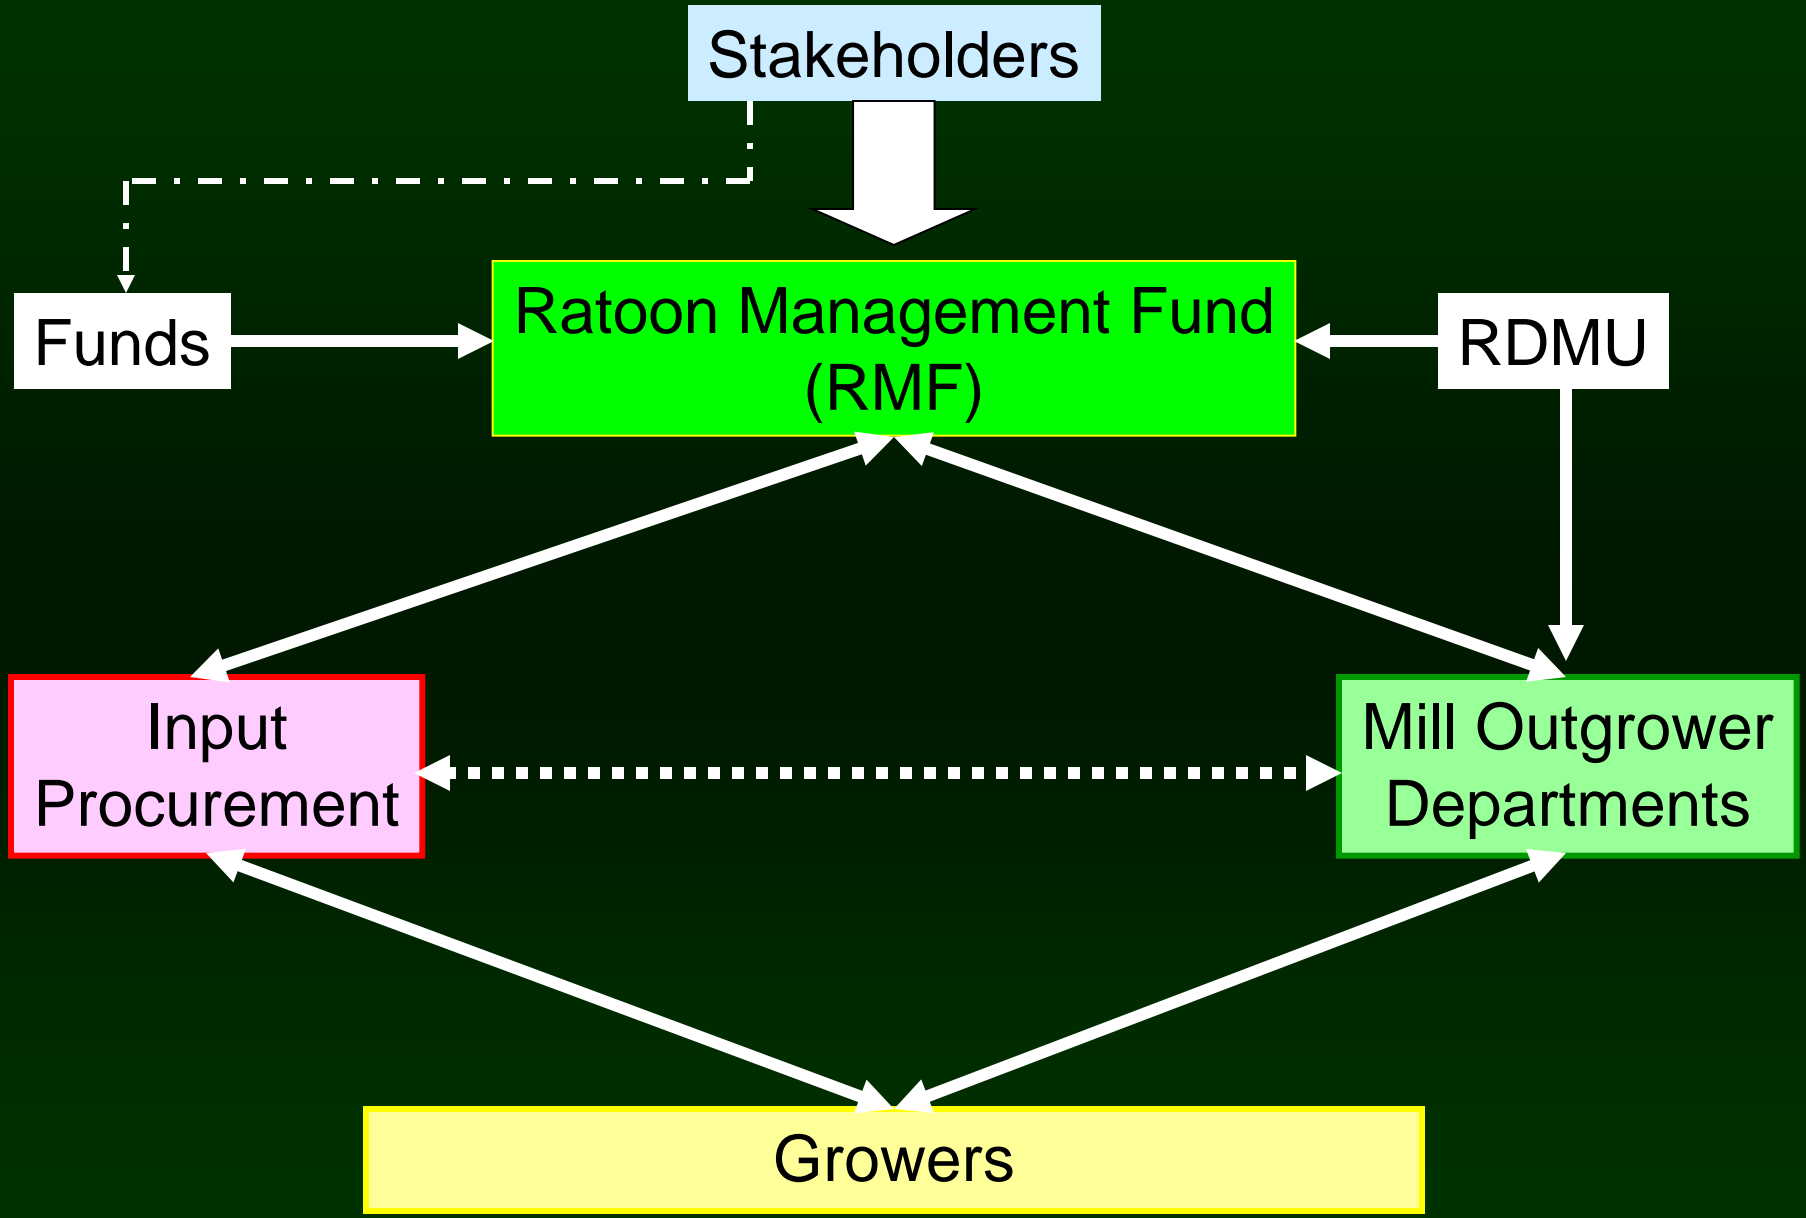 Stakeholders
Funds
Ratoon Management Fund
(RMF)
RDMU
Input
Procurement
Mill Outgrower
Departments
Growers